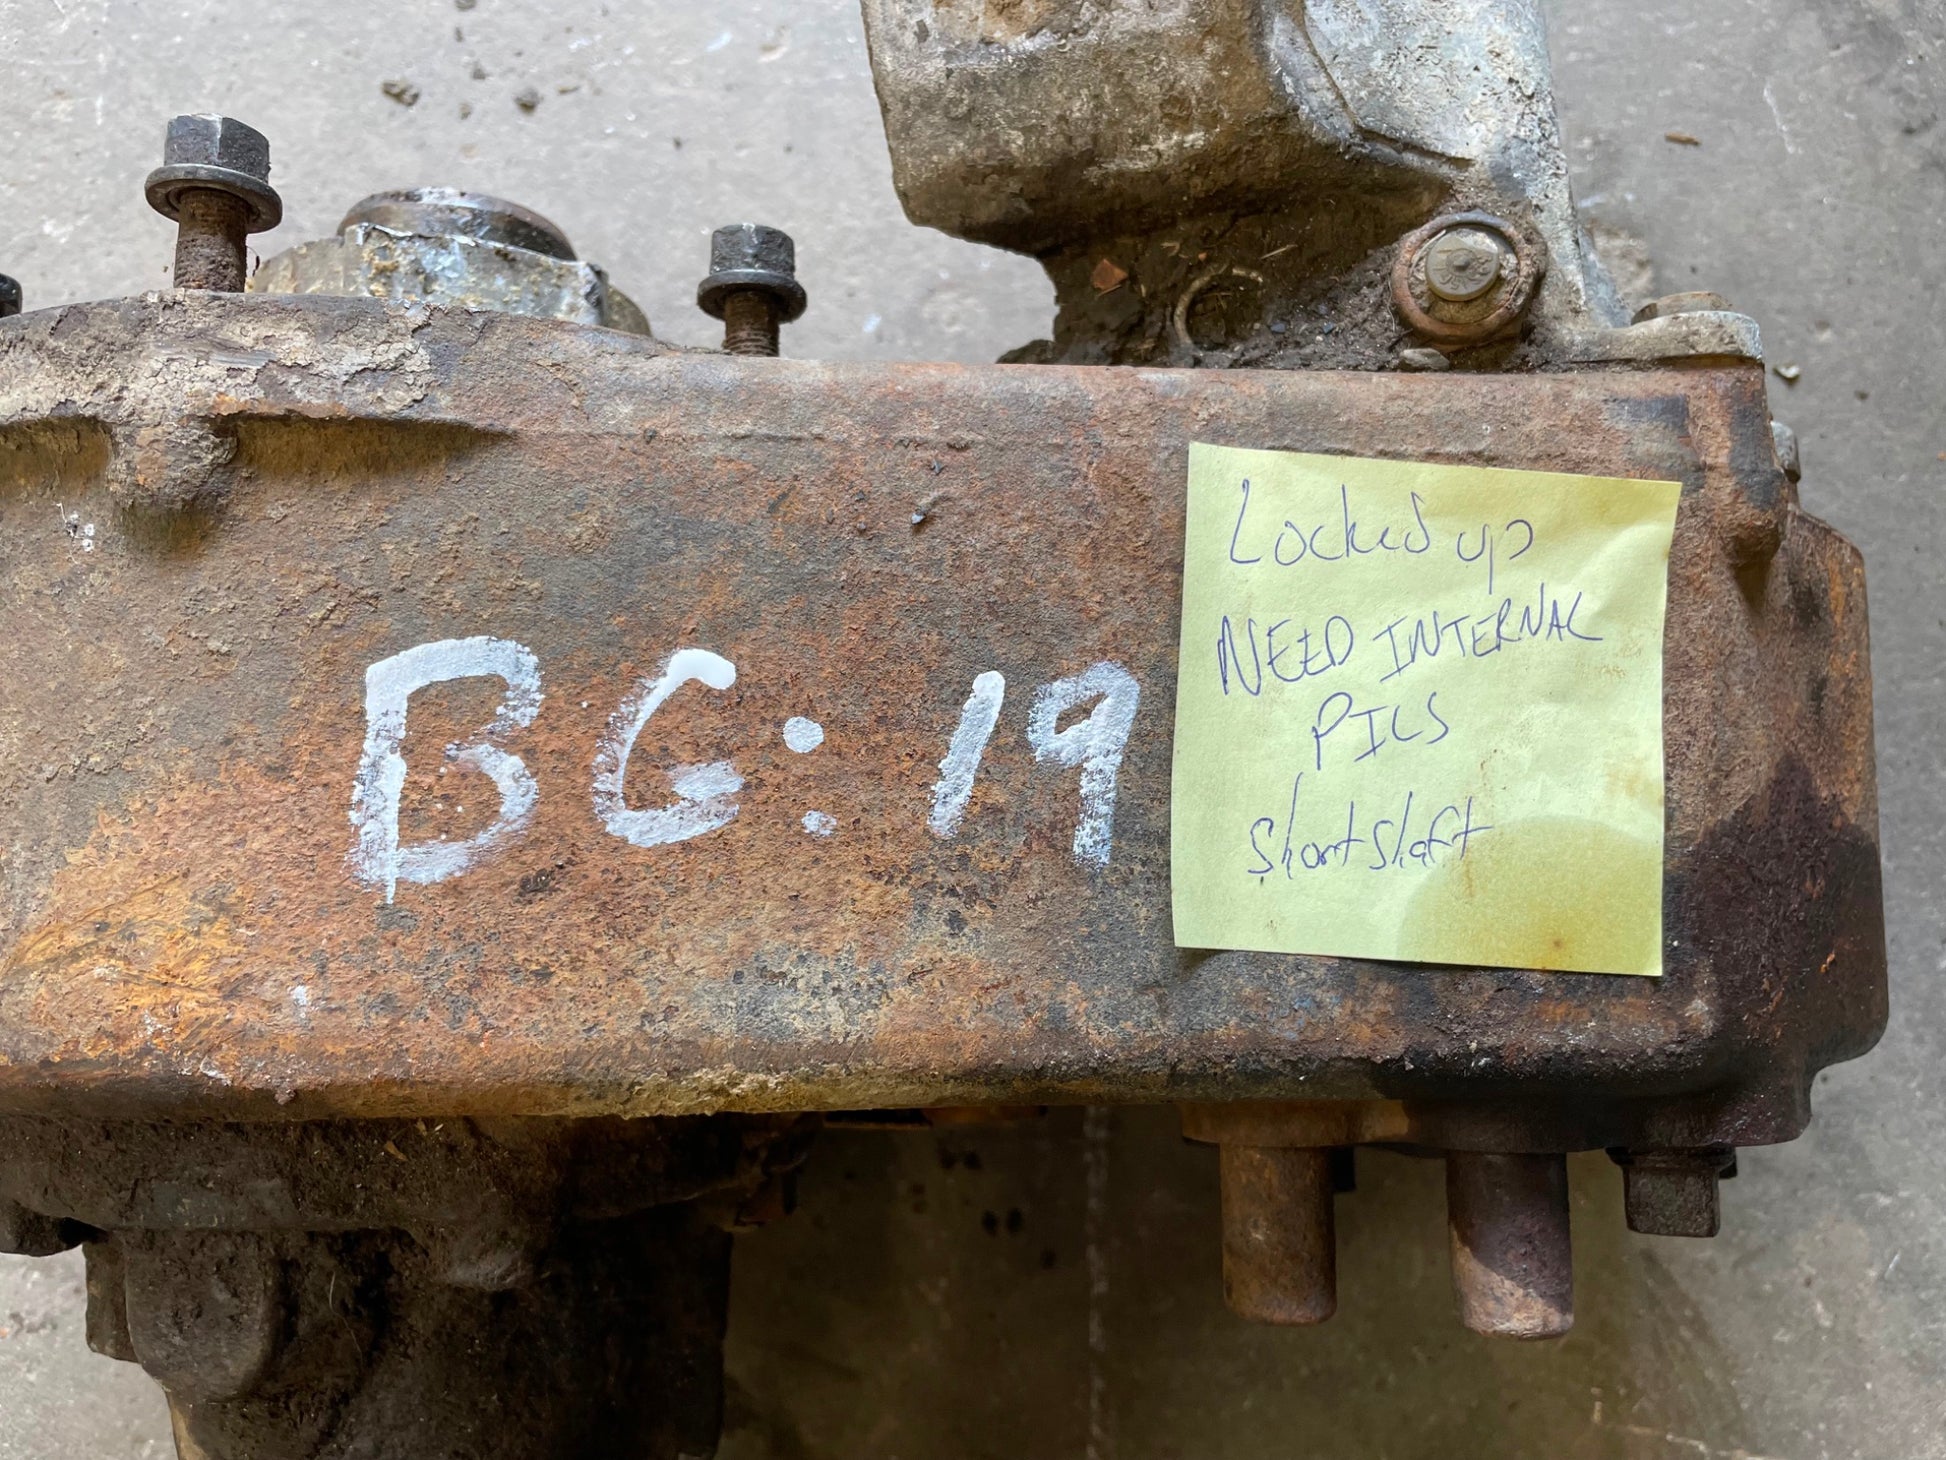 BG: 19
Locked up
NEED INTERNAL
PICS
Short Shaft